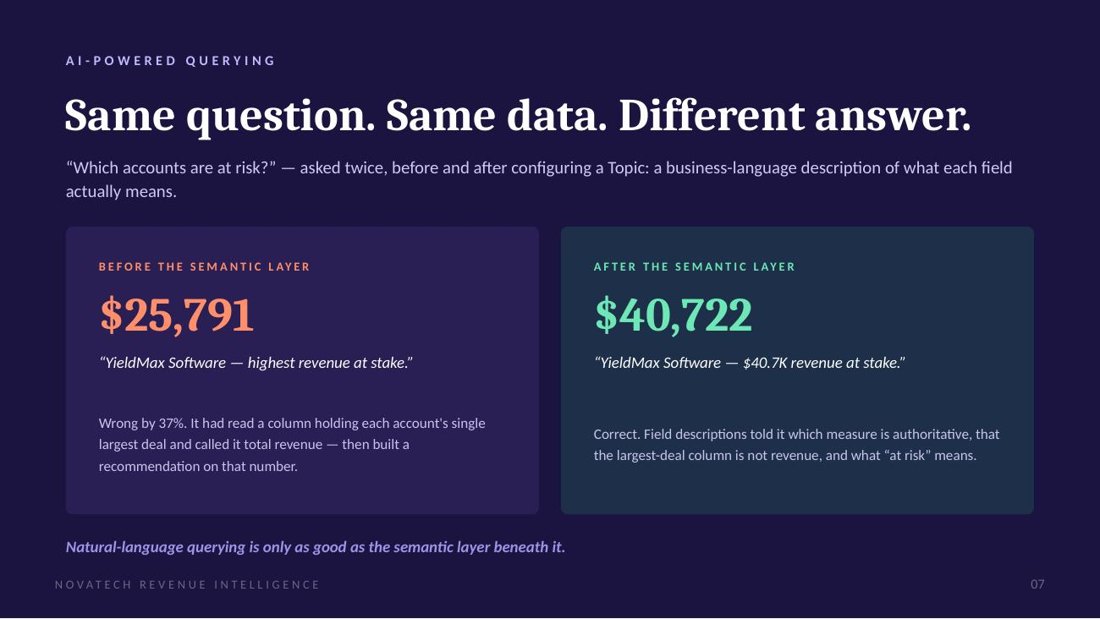 AI-POWERED QUERYING
Same question. Same data. Different answer.
“Which accounts are at risk?” — asked twice, before and after configuring a Topic: a business-language description of what each field
actually means.
BEFORE THE SEMANTIC LAYER
$25,791
“YieldMax Software — highest revenue at stake.”
Wrong by 37%. It had read a column holding each account's single
largest deal and called it total revenue — then built a
recommendation on that number.
AFTER THE SEMANTIC LAYER
$40,722
“YieldMax Software — $40.7K revenue at stake.”
Correct. Field descriptions told it which measure is authoritative, that
the largest-deal column is not revenue, and what “at risk” means.
Natural-language querying is only as good as the semantic layer beneath it.
NOVATECH REVENUE INTELLIGENCE
07